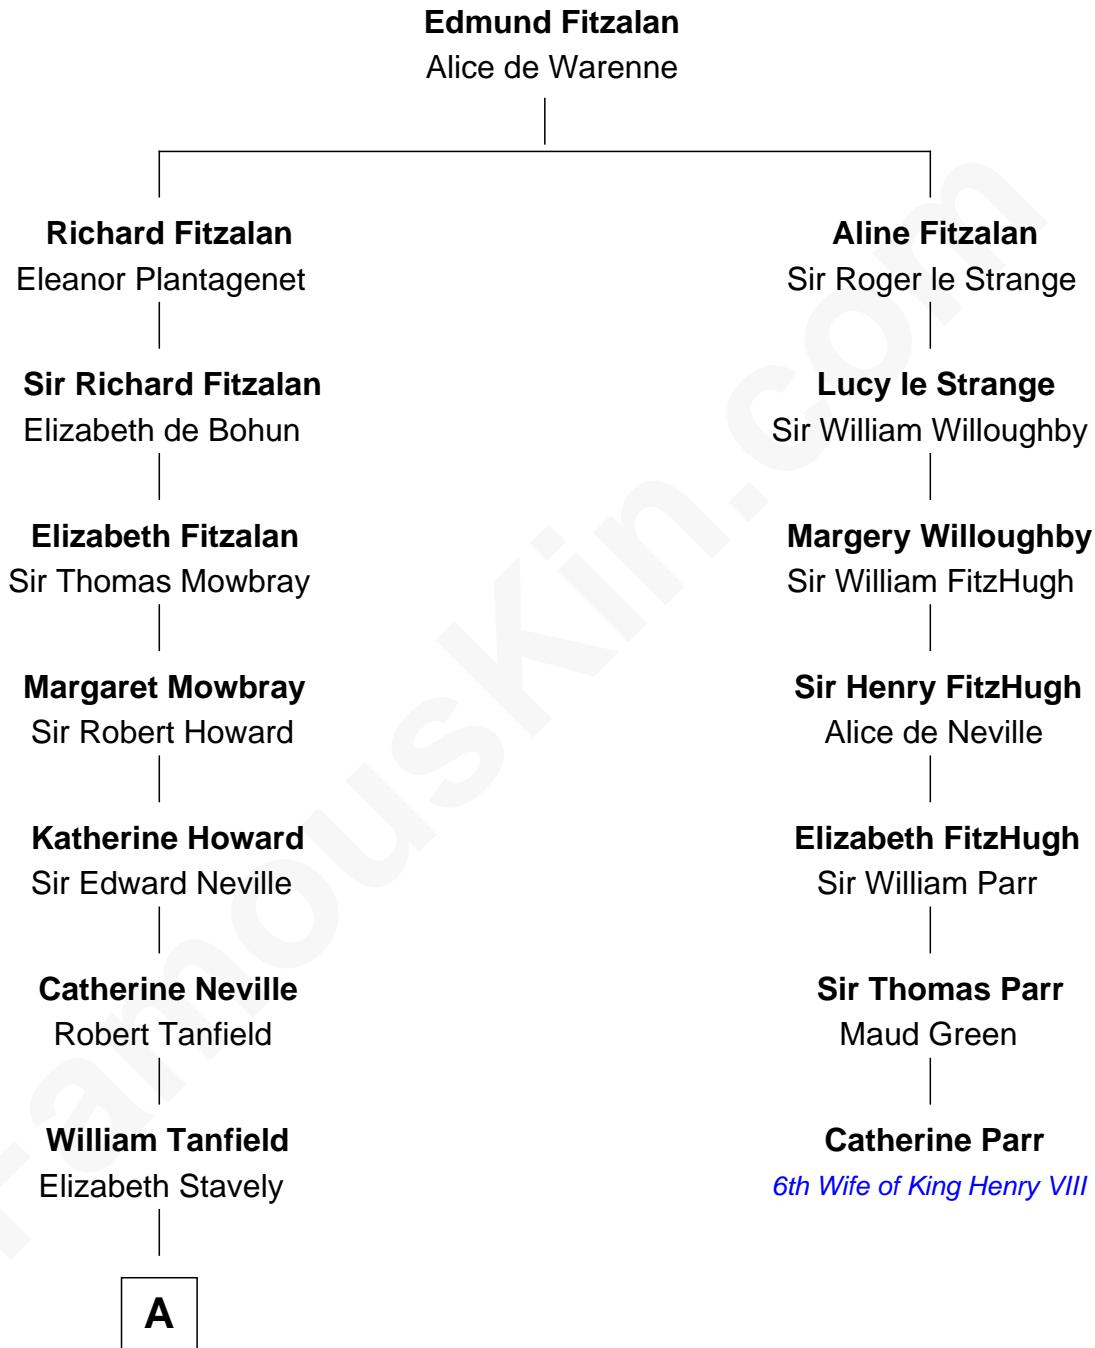 Edmund Fitzalan
Alice de Warenne
Richard Fitzalan
Eleanor Plantagenet
Sir Richard Fitzalan
Elizabeth de Bohun
Elizabeth Fitzalan
Sir Thomas Mowbray
Margaret Mowbray
Sir Robert Howard
Katherine Howard
Sir Edward Neville
Catherine Neville
Robert Tanfield
William Tanfield
Elizabeth Stavely
A
Aline Fitzalan
Sir Roger le Strange
Lucy le Strange
Sir William Willoughby
Margery Willoughby
Sir William FitzHugh
Sir Henry FitzHugh
Alice de Neville
Elizabeth FitzHugh
Sir William Parr
Sir Thomas Parr
Maud Green
Catherine Parr
6th Wife of King Henry VIII
FamousKin.com